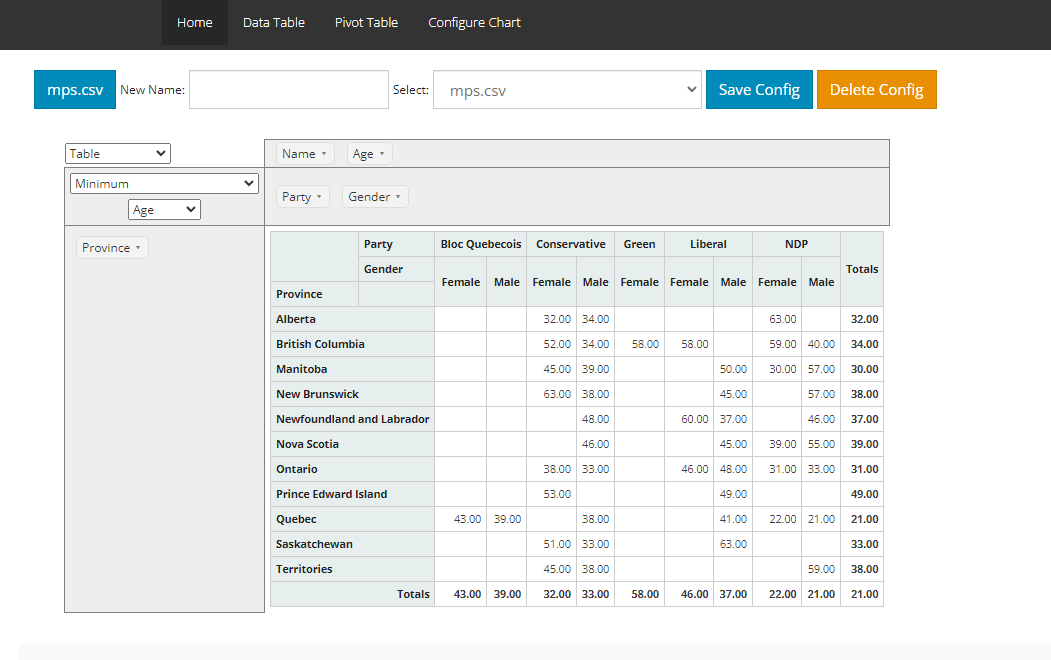 Home Data Table Pivot Table Configure Chart
mps.csv New Name: Select: mps.csv Save Config Delete Config
Table Name Age
Minimum
Age
Party Gender
Province
Party Bloc Quebecois Conservative Green Liberal NDP Totals
Gender Female Male Female Male Female Female Male Female Male
Province
Alberta 32.00 34.00 63.00 32.00
British Columbia 52.00 34.00 58.00 58.00 59.00 40.00 34.00
Manitoba 45.00 39.00 50.00 30.00 57.00 30.00
New Brunswick 63.00 38.00 45.00 57.00 38.00
Newfoundland and Labrador 48.00 60.00 37.00 46.00 37.00
Nova Scotia 46.00 45.00 39.00 55.00 39.00
Ontario 38.00 33.00 46.00 48.00 31.00 33.00 31.00
Prince Edward Island 53.00 49.00 49.00
Quebec 43.00 39.00 38.00 41.00 22.00 21.00 21.00
Saskatchewan 51.00 33.00 63.00 33.00
Territories 45.00 38.00 59.00 38.00
Totals 43.00 39.00 32.00 33.00 58.00 46.00 37.00 22.00 21.00 21.00